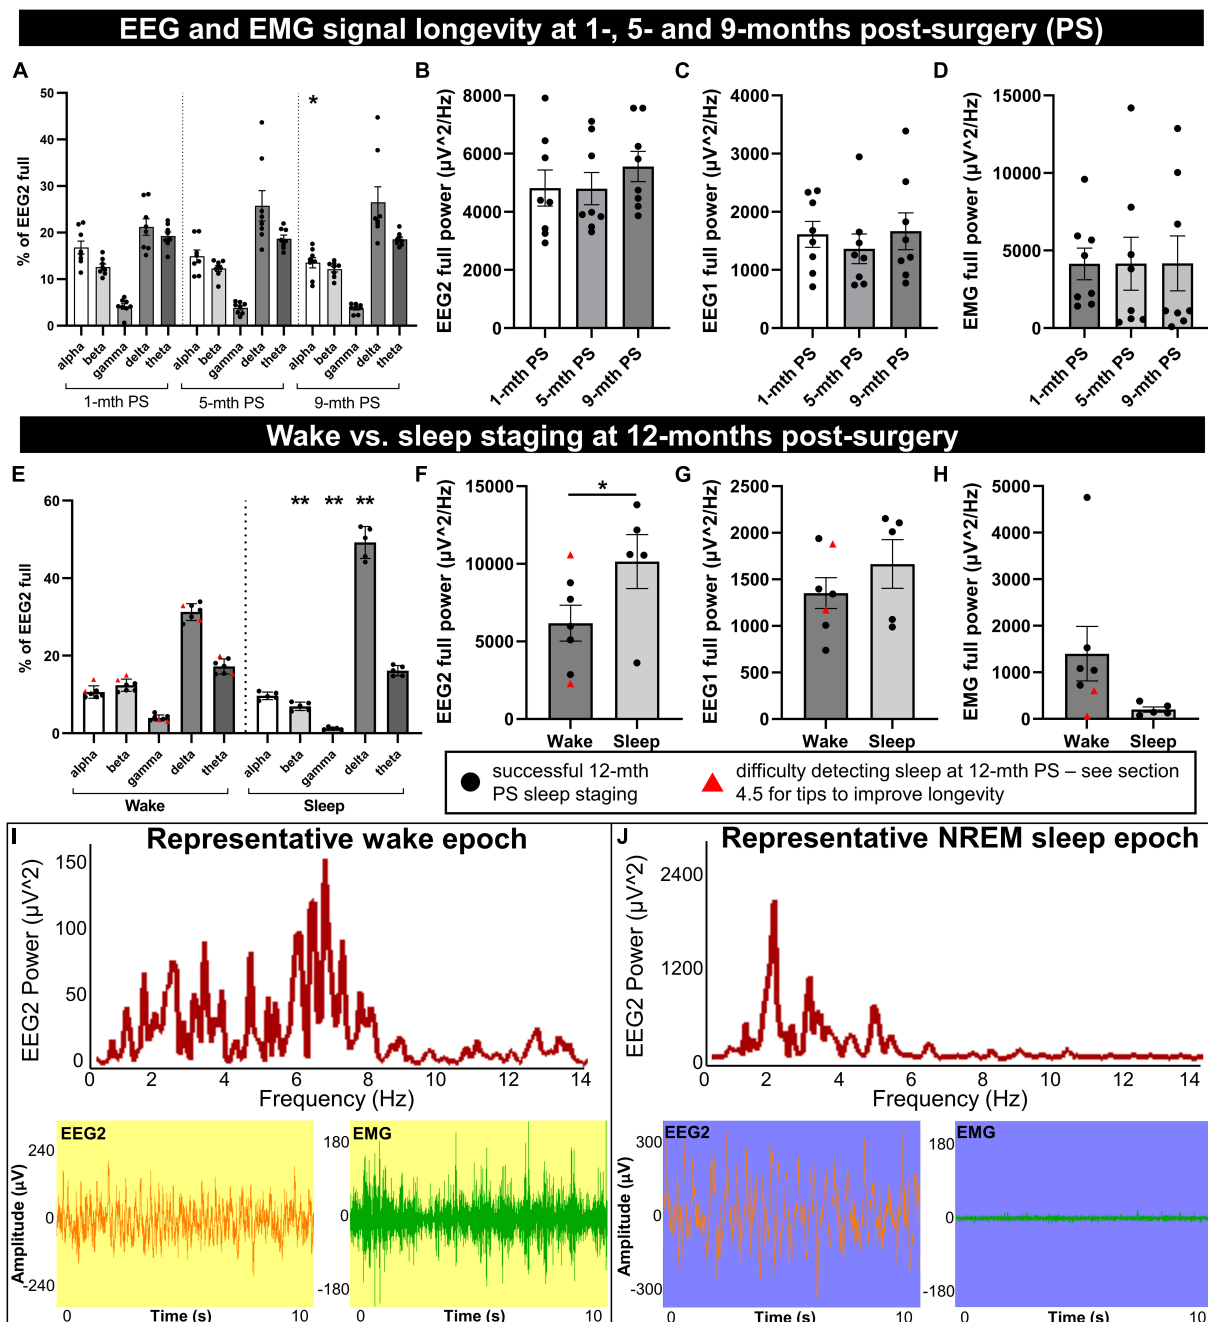 EEG and EMG signal longevity at 1-, 5- and 9-months post-surgery (PS)
A
% of EEG2 full
50
40
30
20
10
0
*
alpha
beta
gamma
delta
theta
alpha
beta
gamma
delta
theta
alpha
beta
gamma
delta
theta
1-mth PS
5-mth PS
9-mth PS
B
EEG2 full power (µV^2/Hz)
8000
6000
4000
2000
0
1-mth PS
5-mth PS
9-mth PS
C
EEG1 full power (µV^2/Hz)
4000
3000
2000
1000
0
1-mth PS
5-mth PS
9-mth PS
D
EMG full power (µV^2/Hz)
15000
10000
5000
0
1-mth PS
5-mth PS
9-mth PS
Wake vs. sleep staging at 12-months post-surgery
E
% of EEG2 full
60
40
20
0
** ** **
alpha
beta
gamma
delta
theta
alpha
beta
gamma
delta
theta
Wake
Sleep
F
EEG2 full power (µV^2/Hz)
15000
10000
5000
0
*
Wake
Sleep
G
EEG1 full power (µV^2/Hz)
2500
2000
1500
1000
500
0
Wake
Sleep
H
EMG full power (µV^2/Hz)
5000
4000
3000
2000
1000
0
Wake
Sleep
successful 12-mth
PS sleep staging
difficulty detecting sleep at 12-mth PS – see section
4.5 for tips to improve longevity
I
Representative wake epoch
EEG2 Power (µV^2)
150
100
50
0
0 2 4 6 8 10 12 14
Frequency (Hz)
EEG2
Amplitude (µV)
240
0
-240
0 Time (s) 10
EMG
180
0
-180
0 Time (s) 10
J
Representative NREM sleep epoch
EEG2 Power (µV^2)
2400
1200
0
0 2 4 6 8 10 12 14
Frequency (Hz)
EEG2
Amplitude (µV)
300
0
-300
0 Time (s) 10
EMG
180
0
-180
0 Time (s) 10